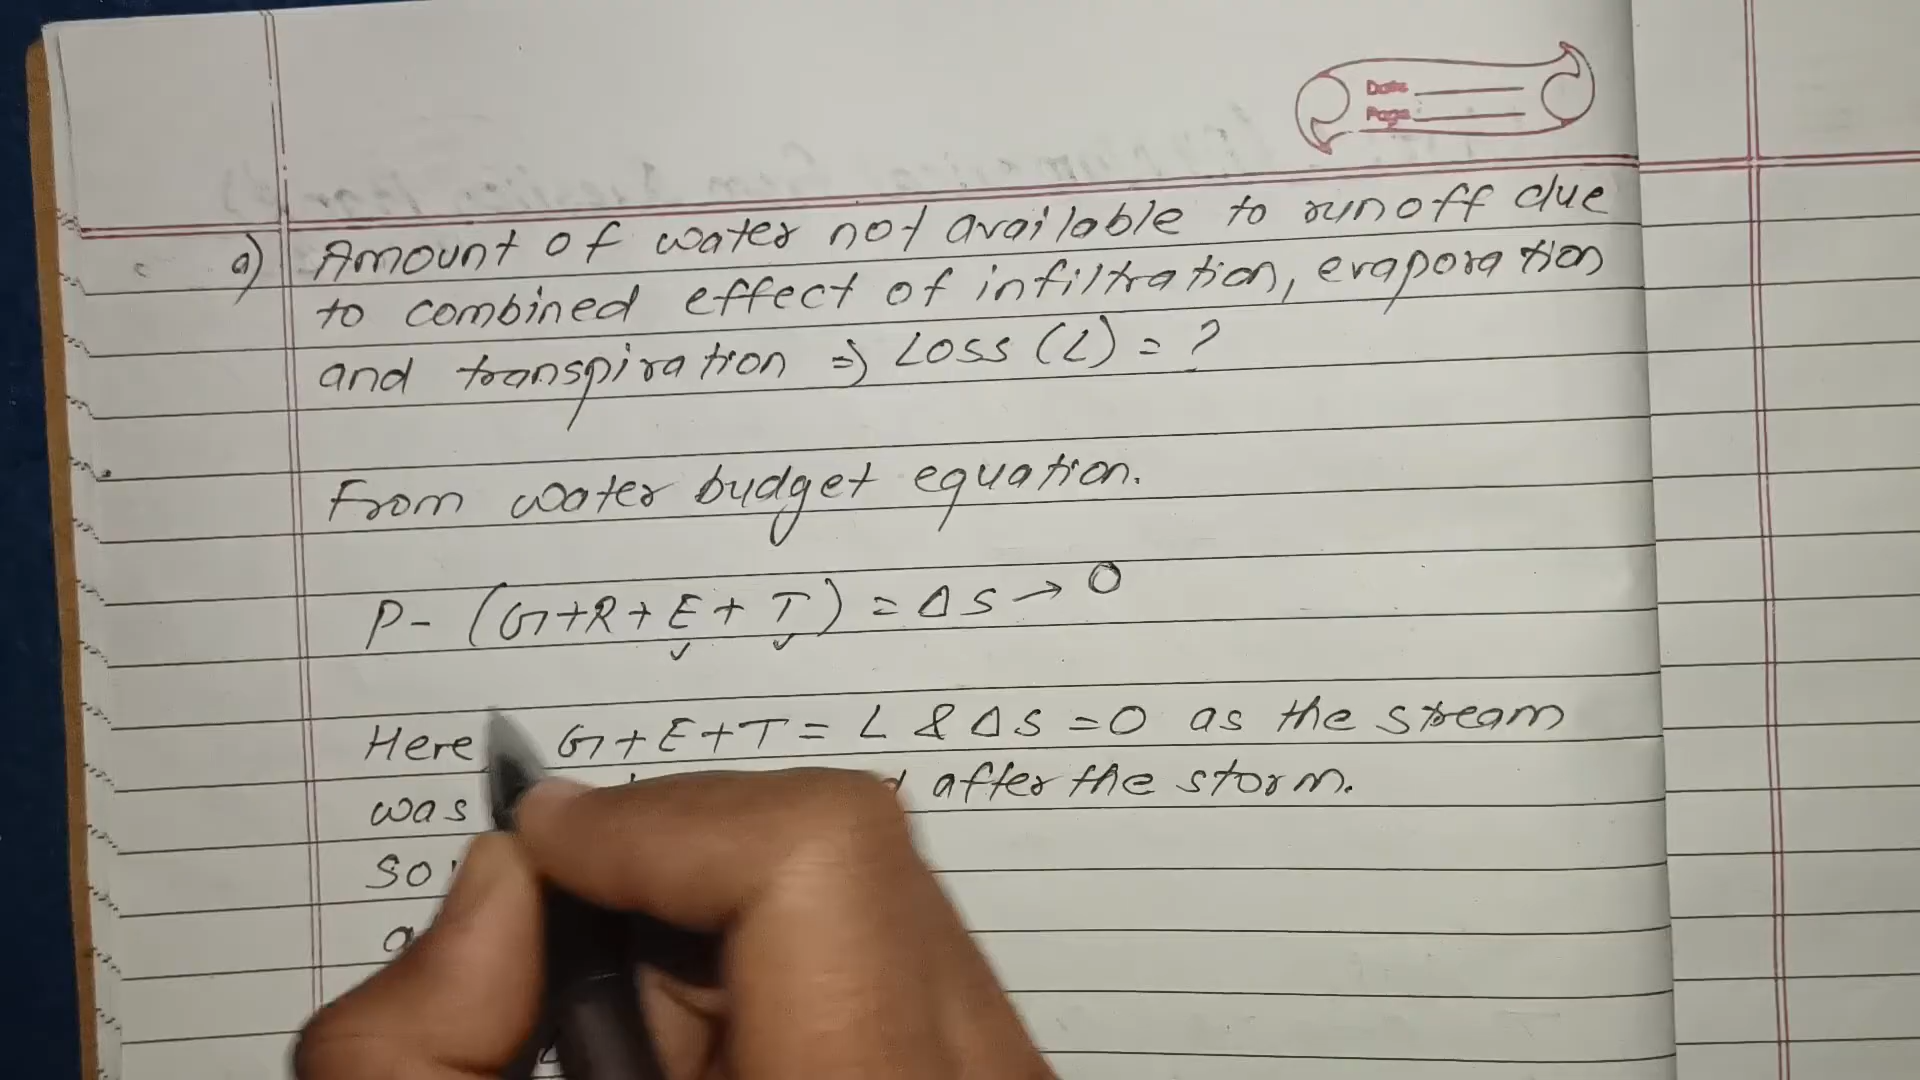 Date
Page
a) Amount of water not available to runoff due
to combined effect of infiltration, evaporation
and transpiration ⇒ Loss (L) = ?
From water budget equation.
P - (G+R+E+T) = ΔS → 0
Here G+E+T = L & ΔS = 0 as the stream
was after the storm.
so